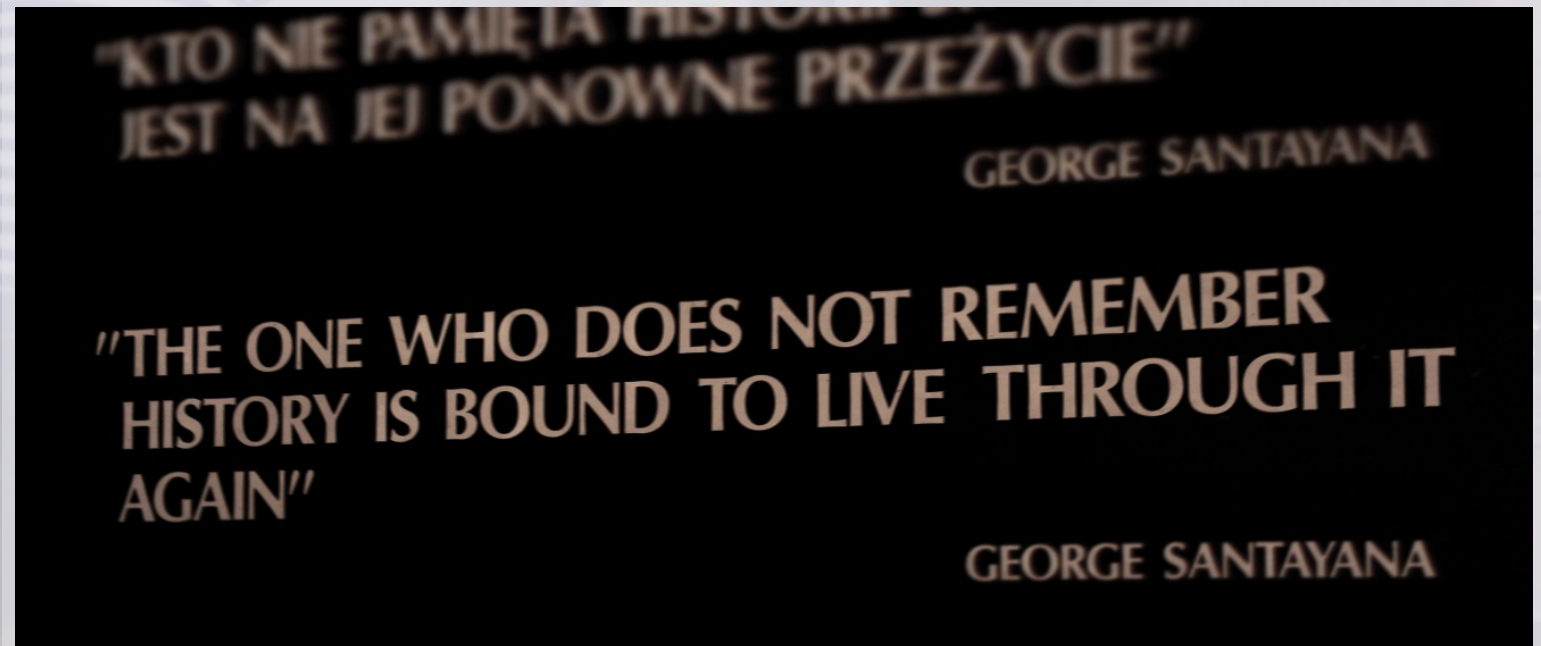 "KTO NIE PAMIĘTA HISTORII
JEST NA JEJ PONOWNE PRZEŻYCIE"
GEORGE SANTAYANA
"THE ONE WHO DOES NOT REMEMBER
HISTORY IS BOUND TO LIVE THROUGH IT
AGAIN"
GEORGE SANTAYANA